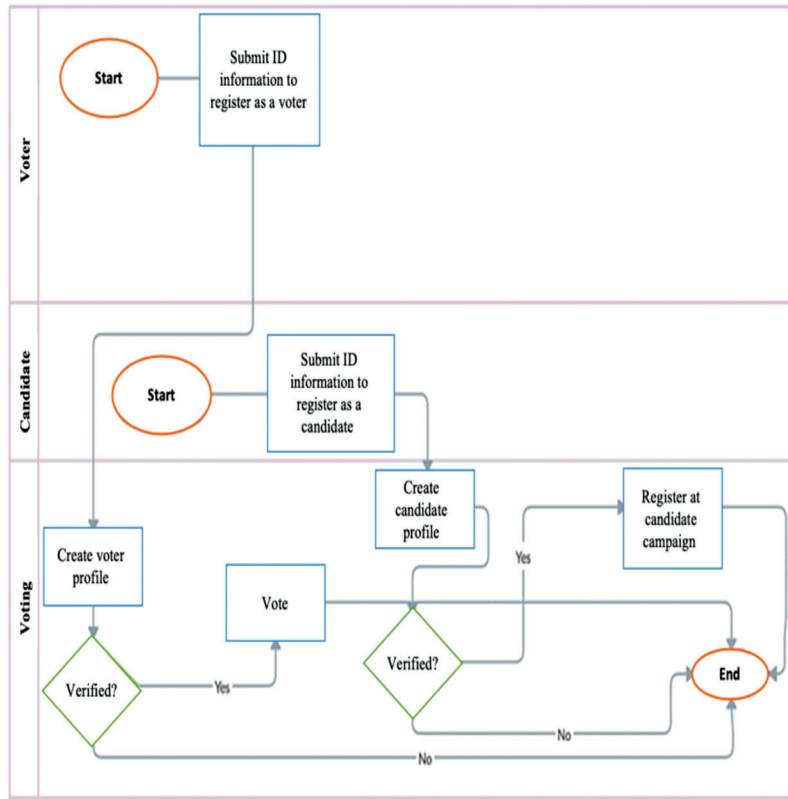 Voter
Start
Submit ID
information to
register as a voter
Candidate
Start
Submit ID
information to
register as a
candidate
Voting
Create voter
profile
Verified?
Yes
No
Vote
Create
candidate
profile
Verified?
Yes
No
Register at
candidate
campaign
End